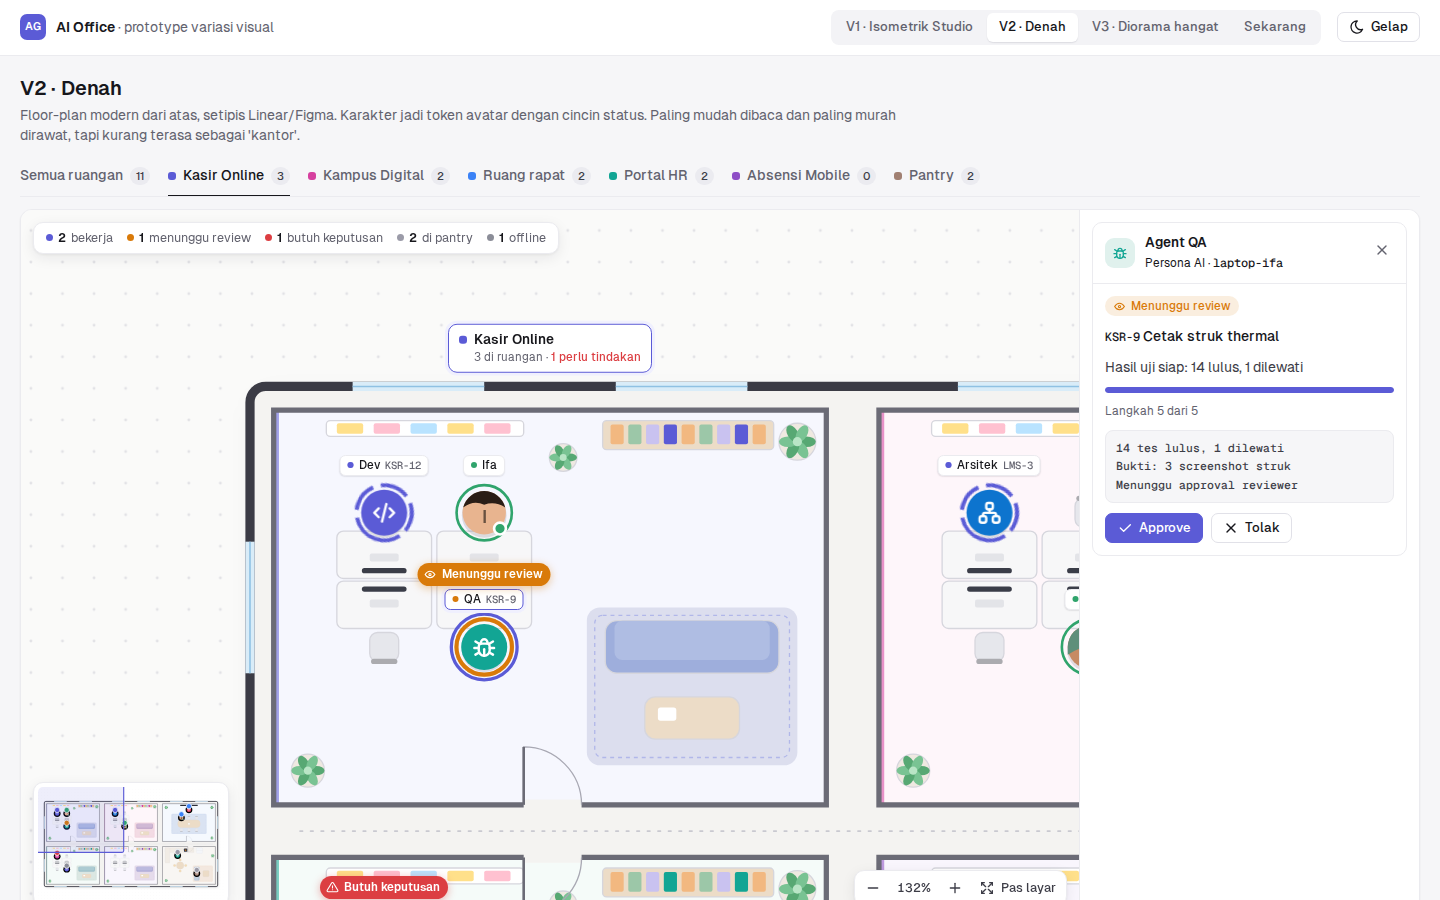 AG
AI Office · prototype variasi visual
V1 · Isometrik Studio
V2 · Denah
V3 · Diorama hangat
Sekarang
Gelap
V2 · Denah
Floor-plan modern dari atas, setipis Linear/Figma. Karakter jadi token avatar dengan cincin status. Paling mudah dibaca dan paling murah
dirawat, tapi kurang terasa sebagai 'kantor'.
Semua ruangan 11
Kasir Online 3
Kampus Digital 2
Ruang rapat 2
Portal HR 2
Absensi Mobile 0
Pantry 2
2 bekerja
1 menunggu review
1 butuh keputusan
2 di pantry
1 offline
Kasir Online
3 di ruangan · 1 perlu tindakan
Dev KSR-12
Ifa
Menunggu review
QA KSR-9
Arsitek LMS-3
Butuh keputusan
132%
Pas layar
Agent QA
Persona AI · laptop-ifa
Menunggu review
KSR-9 Cetak struk thermal
Hasil uji siap: 14 lulus, 1 dilewati
Langkah 5 dari 5
14 tes lulus, 1 dilewati
Bukti: 3 screenshot struk
Menunggu approval reviewer
Approve
Tolak